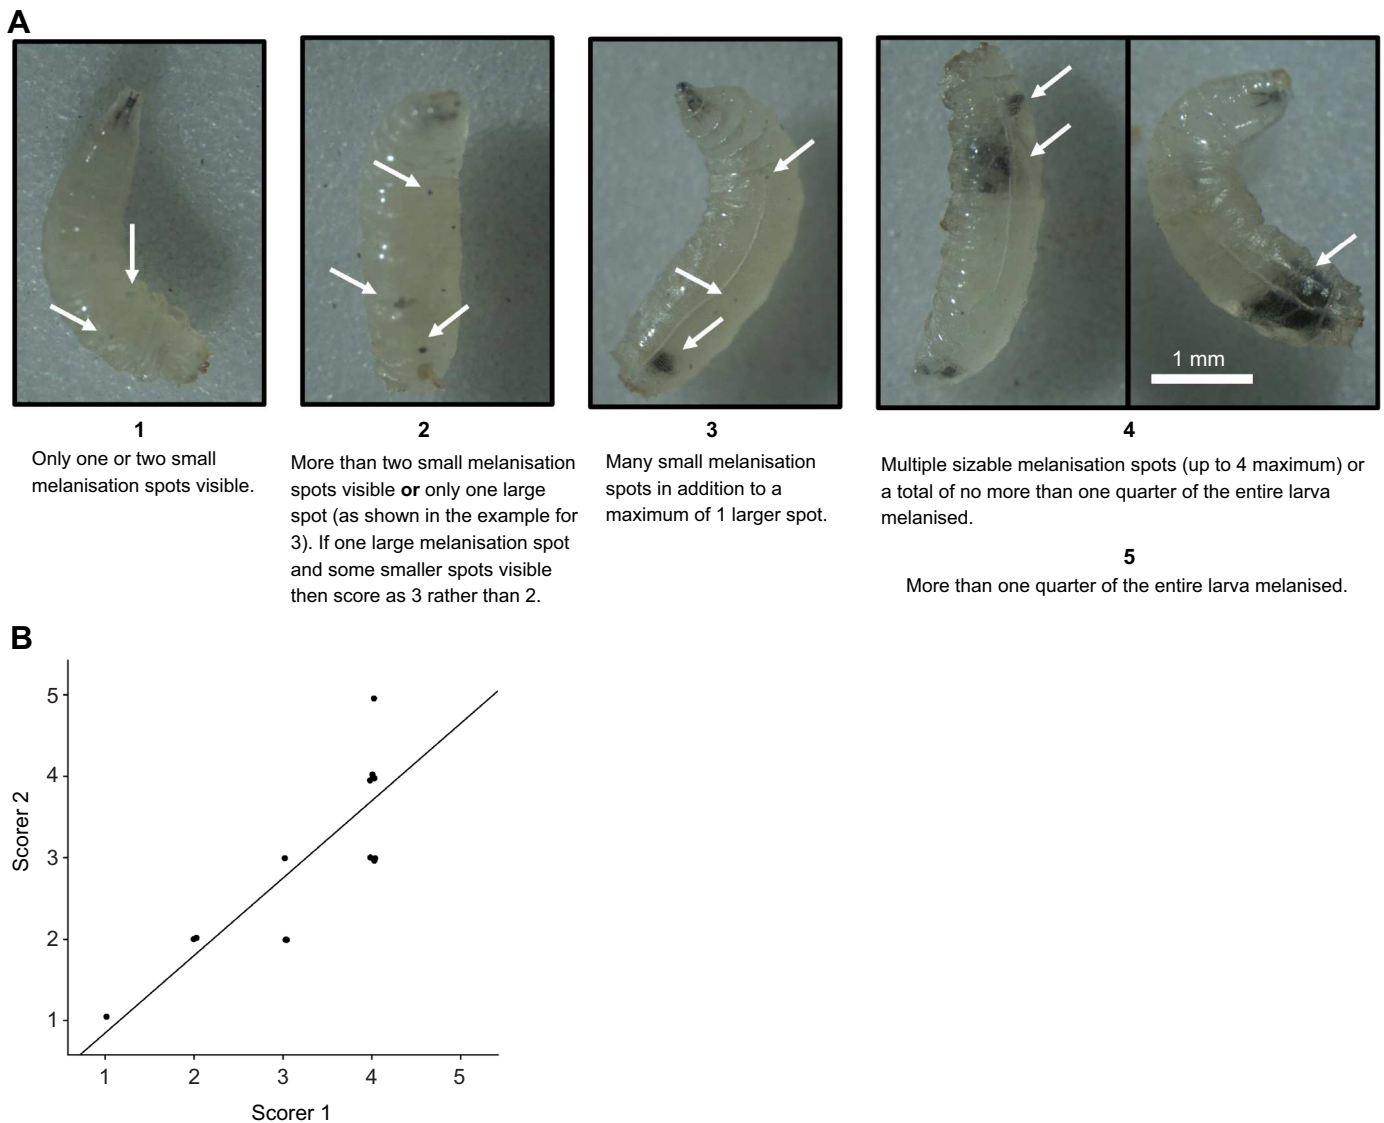 A
1 mm
1
Only one or two small
melanisation spots visible.
2
More than two small melanisation
spots visible or only one large
spot (as shown in the example for
3). If one large melanisation spot
and some smaller spots visible
then score as 3 rather than 2.
3
Many small melanisation
spots in addition to a
maximum of 1 larger spot.
4
Multiple sizable melanisation spots (up to 4 maximum) or
a total of no more than one quarter of the entire larva
melanised.
5
More than one quarter of the entire larva melanised.
B
5
4
3
2
1
Scorer 2
1 2 3 4 5
Scorer 1